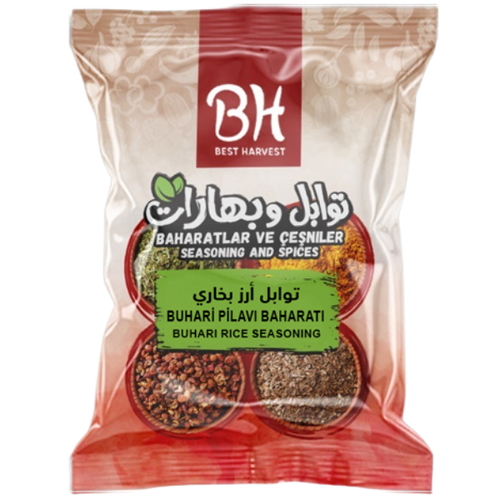 BH
BEST HARVEST
توابل وبهارات
BAHARATLAR VE ÇEŞNİLER
SEASONING AND SPICES
توابل أرز بخاري
BUHARİ PİLAVI BAHARATI
BUHARI RICE SEASONING